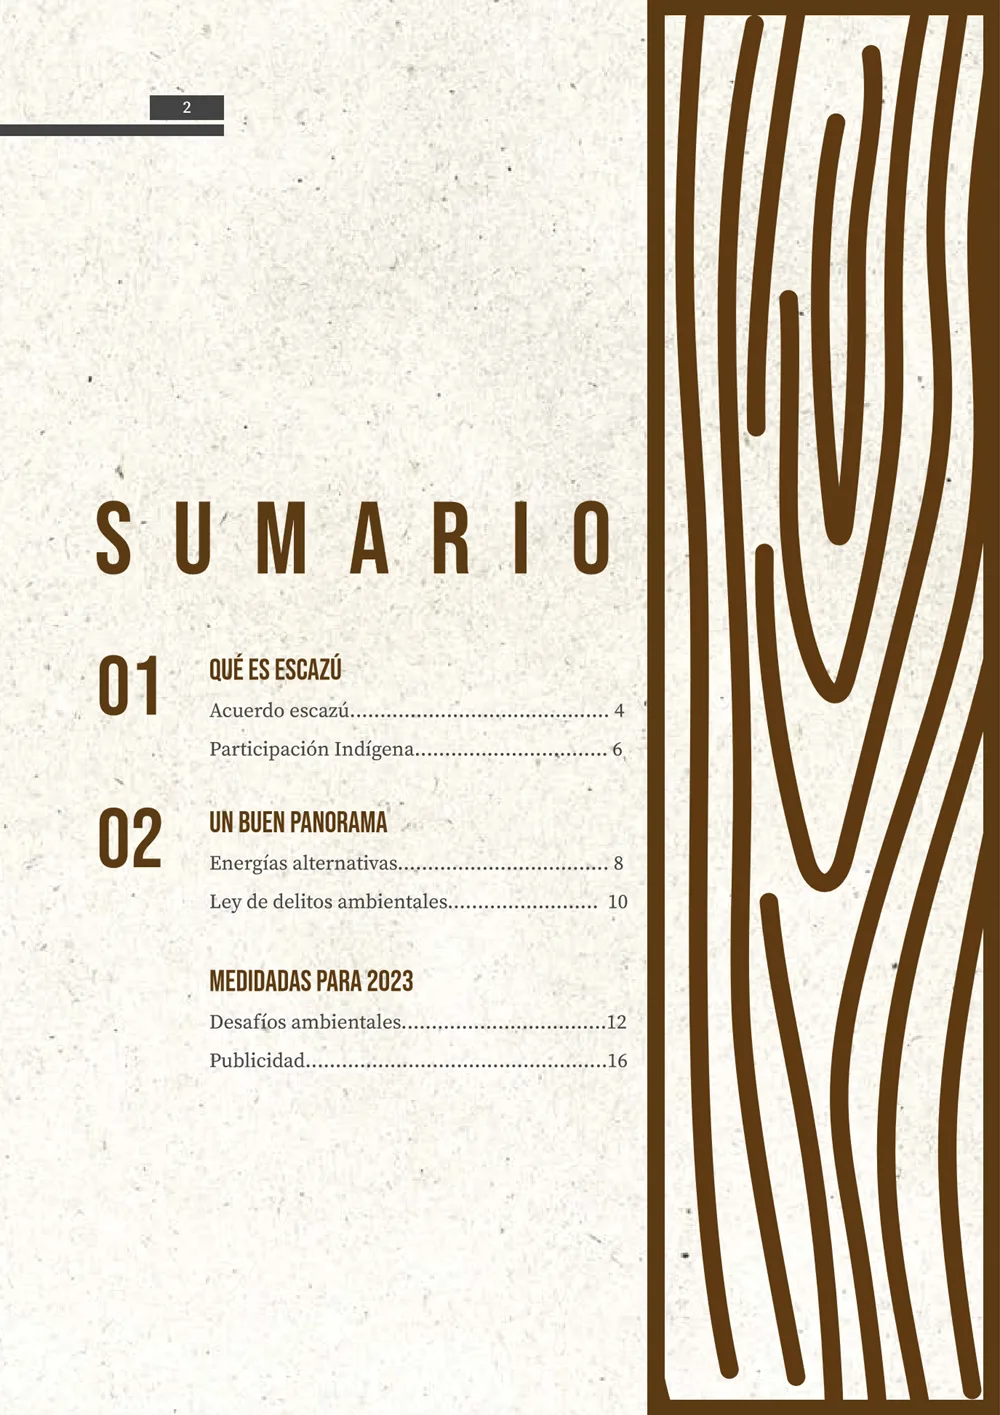 2
SUMARIO
01
QUÉ ES ESCAZÚ
Acuerdo escazú............................................... 4
Participación Indígena................................... 6
02
UN BUEN PANORAMA
Energías alternativas...................................... 8
Ley de delitos ambientales........................... 10
MEDIDADAS PARA 2023
Desafíos ambientales.....................................12
Publicidad.......................................................16